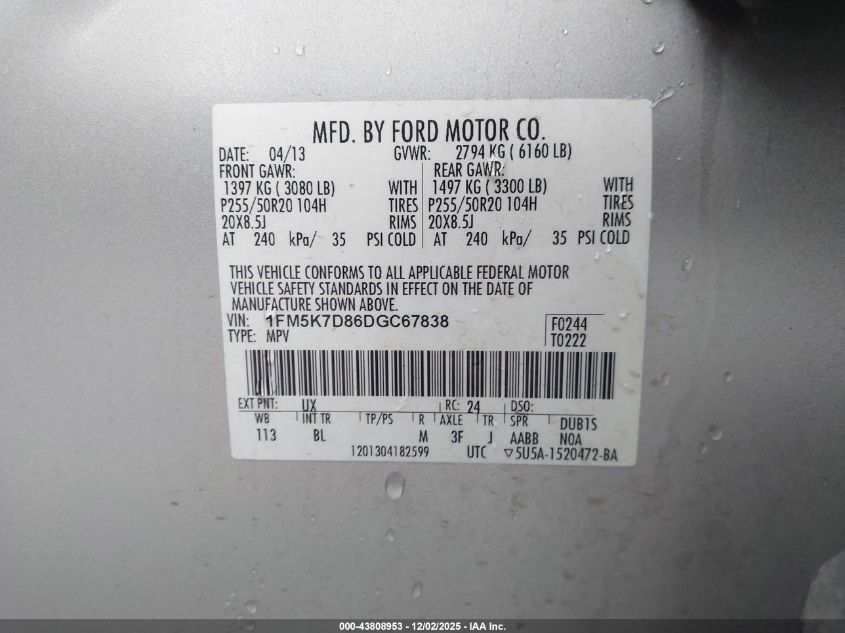 MFD. BY FORD MOTOR CO.
DATE: 04/13 GVWR: 2794 KG ( 6160 LB)
FRONT GAWR: REAR GAWR:
1397 KG ( 3080 LB) WITH 1497 KG ( 3300 LB) WITH
P255/50R20 104H TIRES P255/50R20 104H TIRES
20X8.5J RIMS 20X8.5J RIMS
AT 240 kPa/ 35 PSI COLD AT 240 kPa/ 35 PSI COLD
THIS VEHICLE CONFORMS TO ALL APPLICABLE FEDERAL MOTOR
VEHICLE SAFETY STANDARDS IN EFFECT ON THE DATE OF
MANUFACTURE SHOWN ABOVE.
VIN: 1FM5K7D86DGC67838 F0244
TYPE: MPV T0222
EXT PNT: UX RC: 24 DSO:
WB INT TR TP/PS R AXLE TR SPR DUB1S
113 BL M 3F J AABB NOA
1201304182599 UTC ▽5U5A-1520472-BA
000-43808953 - 12/02/2025 - IAA Inc.